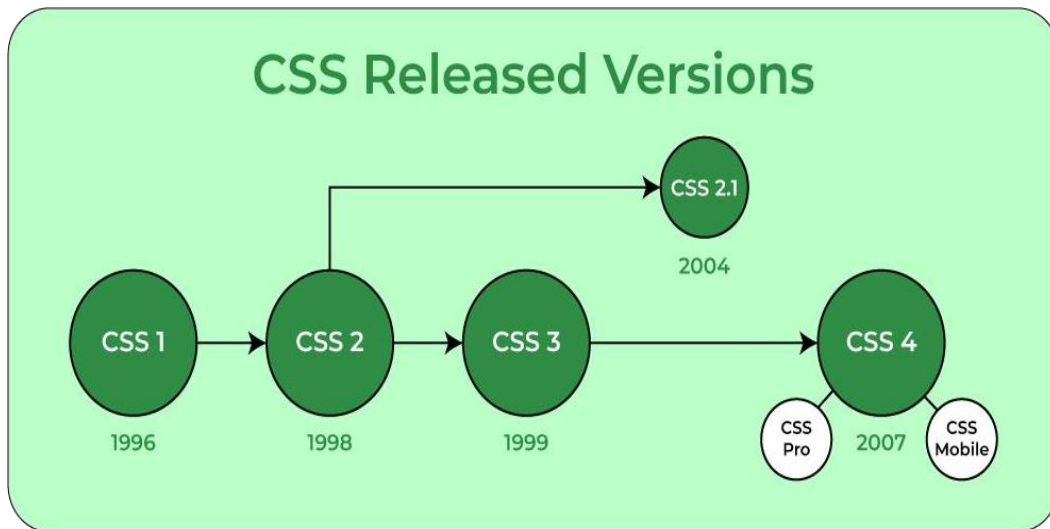 CSS Released Versions
CSS 2.1
2004
CSS 1
CSS 2
CSS 3
CSS 4
1996
1998
1999
CSS
Pro
2007
CSS
Mobile